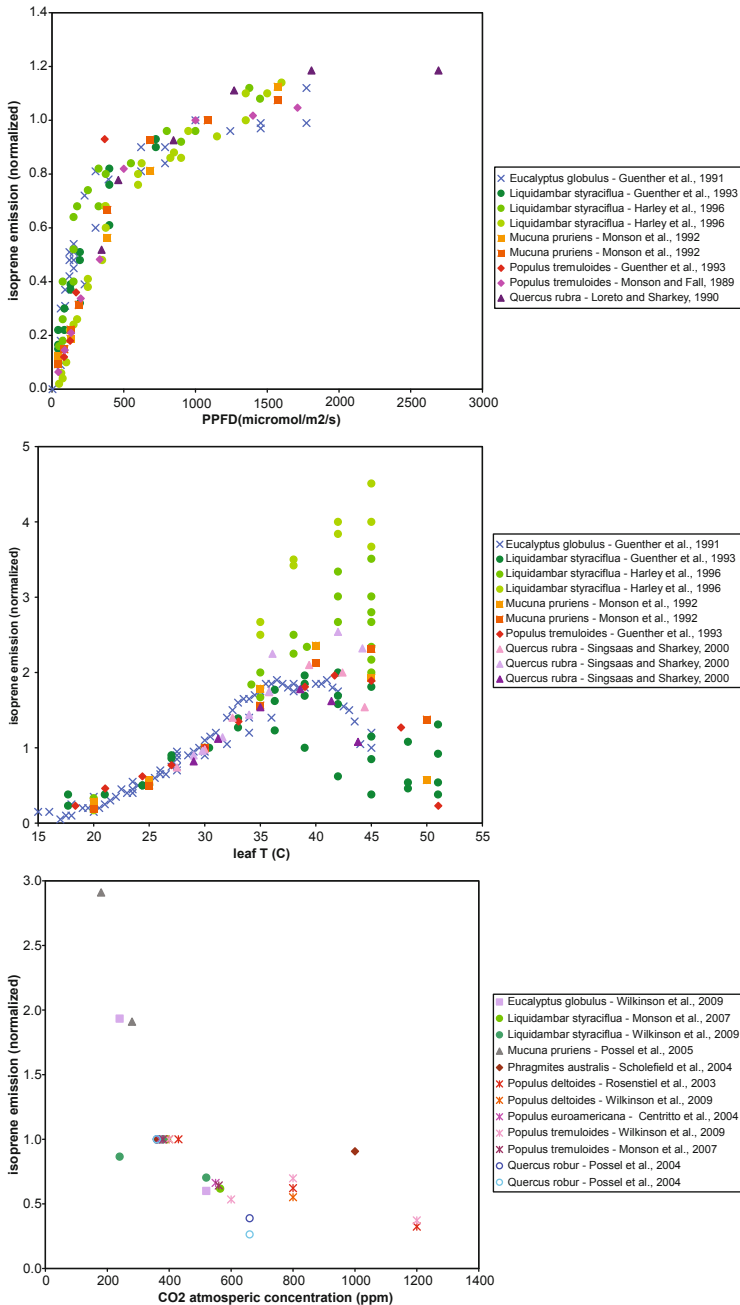 1.4
1.2
1.0
0.8
0.6
0.4
0.2
0.0
isoprene emission (normalized)
0 500 1000 1500 2000 2500 3000
PPFD(micromol/m2/s)
Eucalyptus globulus - Guenther et al., 1991
Liquidambar styraciflua - Guenther et al., 1993
Liquidambar styraciflua - Harley et al., 1996
Liquidambar styraciflua - Harley et al., 1996
Mucuna pruriens - Monson et al., 1992
Mucuna pruriens - Monson et al., 1992
Populus tremuloides - Guenther et al., 1993
Populus tremuloides - Monson and Fall, 1989
Quercus rubra - Loreto and Sharkey, 1990
5
4
3
2
1
0
isoprene emission (normalized)
15 20 25 30 35 40 45 50 55
leaf T (C)
Eucalyptus globulus - Guenther et al., 1991
Liquidambar styraciflua - Guenther et al., 1993
Liquidambar styraciflua - Harley et al., 1996
Liquidambar styraciflua - Harley et al., 1996
Mucuna pruriens - Monson et al., 1992
Mucuna pruriens - Monson et al., 1992
Populus tremuloides - Guenther et al., 1993
Quercus rubra - Singsaas and Sharkey, 2000
Quercus rubra - Singsaas and Sharkey, 2000
Quercus rubra - Singsaas and Sharkey, 2000
3.0
2.5
2.0
1.5
1.0
0.5
0.0
isoprene emission (normalized)
0 200 400 600 800 1000 1200 1400
CO2 atmosperic concentration (ppm)
Eucalyptus globulus - Wilkinson et al., 2009
Liquidambar styraciflua - Monson et al., 2007
Liquidambar styraciflua - Wilkinson et al., 2009
Mucuna pruriens - Possel et al., 2005
Phragmites australis - Scholefield et al., 2004
Populus deltoides - Rosenstiel et al., 2003
Populus deltoides - Wilkinson et al., 2009
Populus euroamericana - Centritto et al., 2004
Populus tremuloides - Wilkinson et al., 2009
Populus tremuloides - Monson et al., 2007
Quercus robur - Possel et al., 2004
Quercus robur - Possel et al., 2004